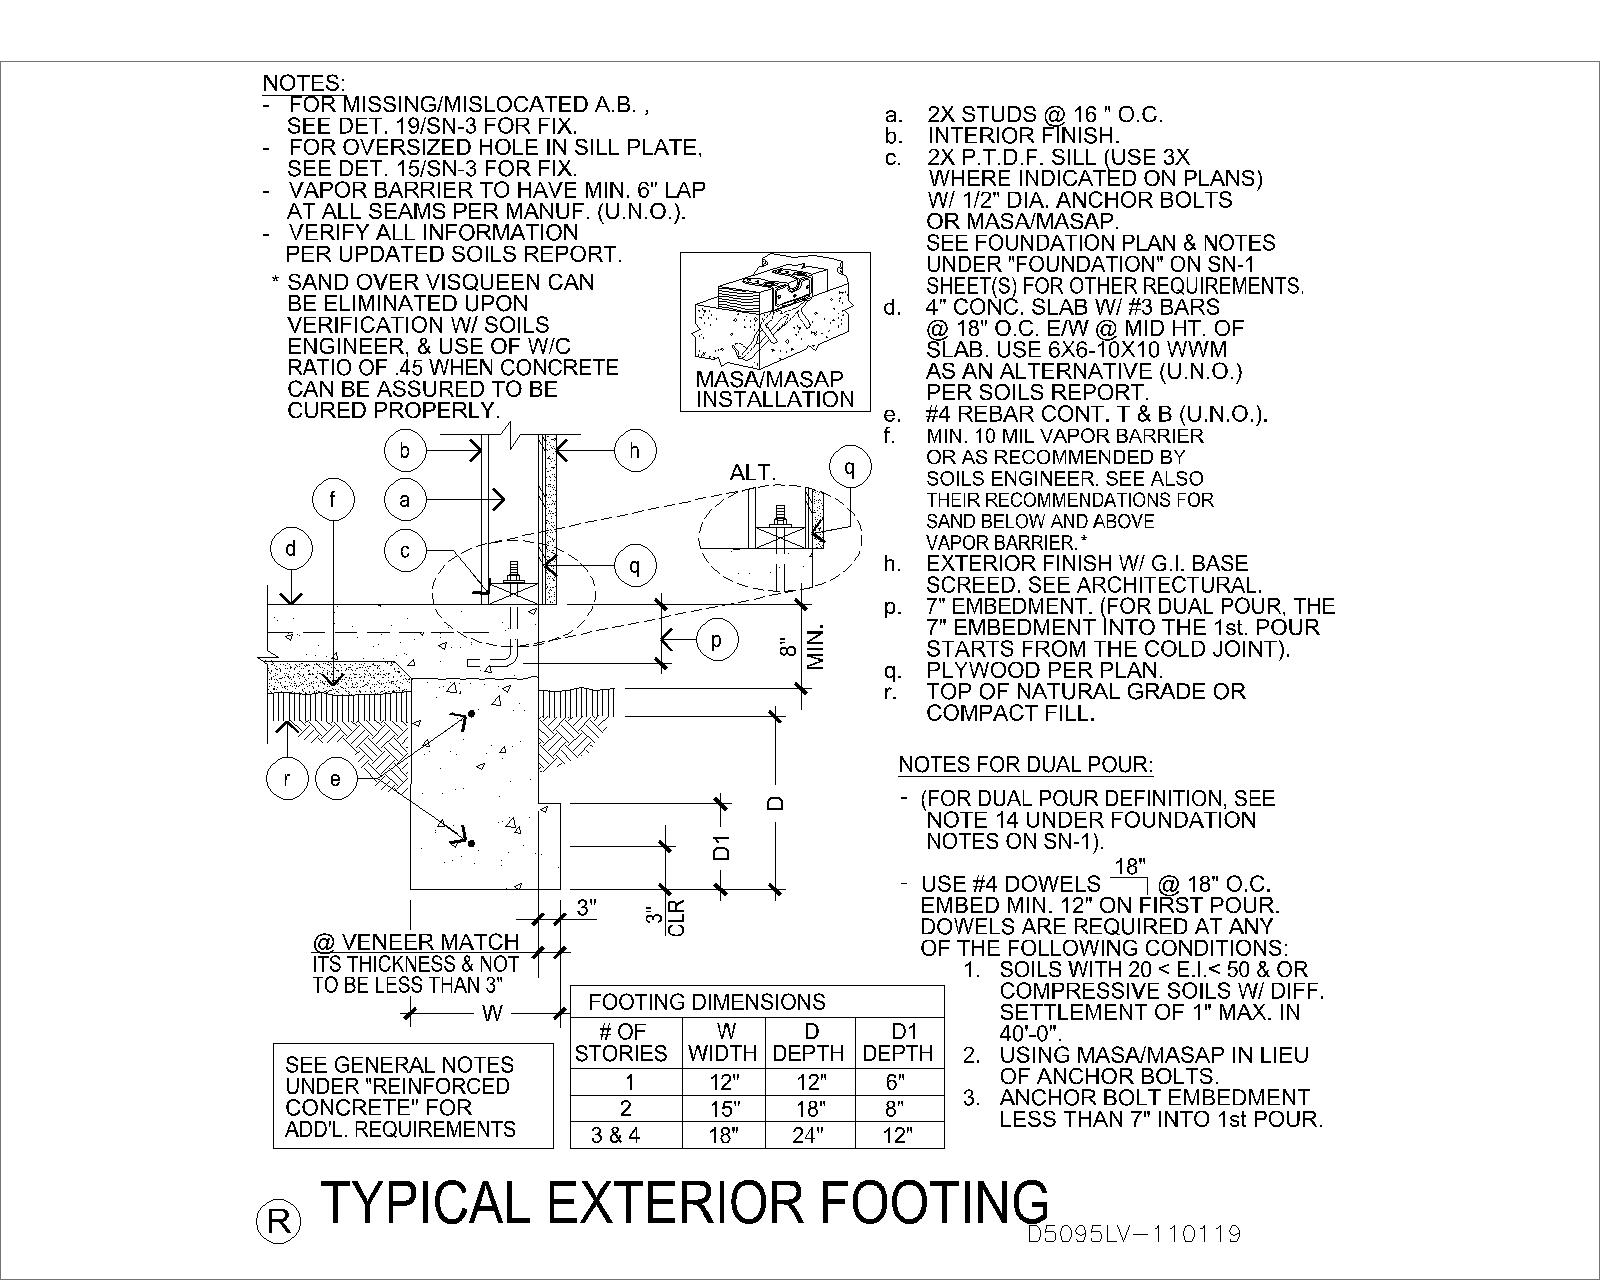 NOTES:
- FOR MISSING/MISLOCATED A.B. ,
SEE DET. 19/SN-3 FOR FIX.
- FOR OVERSIZED HOLE IN SILL PLATE,
SEE DET. 15/SN-3 FOR FIX.
- VAPOR BARRIER TO HAVE MIN. 6" LAP
AT ALL SEAMS PER MANUF. (U.N.O.).
- VERIFY ALL INFORMATION
PER UPDATED SOILS REPORT.
* SAND OVER VISQUEEN CAN
BE ELIMINATED UPON
VERIFICATION W/ SOILS
ENGINEER, & USE OF W/C
RATIO OF .45 WHEN CONCRETE
CAN BE ASSURED TO BE
CURED PROPERLY.
MASA/MASAP
INSTALLATION
a. 2X STUDS @ 16 " O.C.
b. INTERIOR FINISH.
c. 2X P.T.D.F. SILL (USE 3X
WHERE INDICATED ON PLANS)
W/ 1/2" DIA. ANCHOR BOLTS
OR MASA/MASAP.
SEE FOUNDATION PLAN & NOTES
UNDER "FOUNDATION" ON SN-1
SHEET(S) FOR OTHER REQUIREMENTS.
d. 4" CONC. SLAB W/ #3 BARS
@ 18" O.C. E/W @ MID HT. OF
SLAB. USE 6X6-10X10 WWM
AS AN ALTERNATIVE (U.N.O.)
PER SOILS REPORT.
e. #4 REBAR CONT. T & B (U.N.O.).
f. MIN. 10 MIL VAPOR BARRIER
OR AS RECOMMENDED BY
SOILS ENGINEER. SEE ALSO
THEIR RECOMMENDATIONS FOR
SAND BELOW AND ABOVE
VAPOR BARRIER.*
h. EXTERIOR FINISH W/ G.I. BASE
SCREED. SEE ARCHITECTURAL.
p. 7" EMBEDMENT. (FOR DUAL POUR, THE
7" EMBEDMENT INTO THE 1st. POUR
STARTS FROM THE COLD JOINT).
q. PLYWOOD PER PLAN.
r. TOP OF NATURAL GRADE OR
COMPACT FILL.
NOTES FOR DUAL POUR:
- (FOR DUAL POUR DEFINITION, SEE
NOTE 14 UNDER FOUNDATION
NOTES ON SN-1).
18"
- USE #4 DOWELS @ 18" O.C.
EMBED MIN. 12" ON FIRST POUR.
DOWELS ARE REQUIRED AT ANY
OF THE FOLLOWING CONDITIONS:
1. SOILS WITH 20 < E.I.< 50 & OR
COMPRESSIVE SOILS W/ DIFF.
SETTLEMENT OF 1" MAX. IN
40'-0".
2. USING MASA/MASAP IN LIEU
OF ANCHOR BOLTS.
3. ANCHOR BOLT EMBEDMENT
LESS THAN 7" INTO 1st POUR.
b
h
ALT.
q
f
a
d
c
q
p
8"
MIN.
r
e
D
D1
3"
3"
CLR
@ VENEER MATCH
ITS THICKNESS & NOT
TO BE LESS THAN 3"
W
SEE GENERAL NOTES
UNDER "REINFORCED
CONCRETE" FOR
ADD'L. REQUIREMENTS
FOOTING DIMENSIONS
# OF W D D1
STORIES WIDTH DEPTH DEPTH
1 12" 12" 6"
2 15" 18" 8"
3 & 4 18" 24" 12"
R TYPICAL EXTERIOR FOOTING
D5095LV-110119